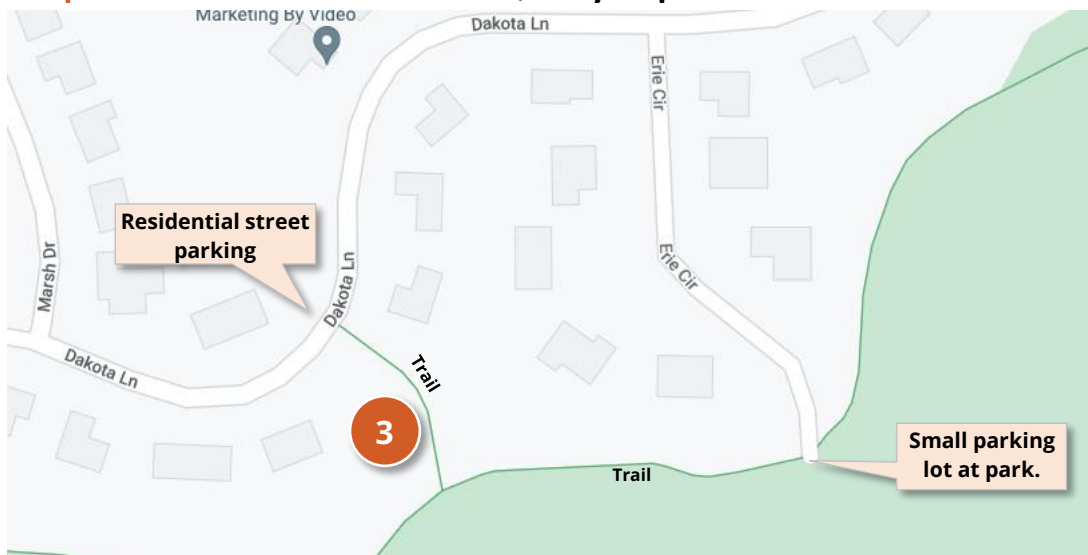 Marketing By Video
Dakota Ln
Erie Cir
Residential street
parking
Marsh Dr
Dakota Ln
Erie Cir
Dakota Ln
Trail
3
Small parking
lot at park.
Trail